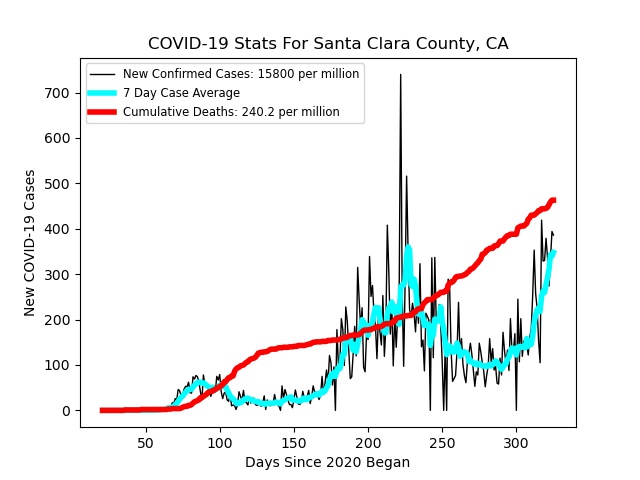 COVID-19 Stats For Santa Clara County, CA
New Confirmed Cases: 15800 per million
7 Day Case Average
Cumulative Deaths: 240.2 per million
New COVID-19 Cases
700
600
500
400
300
200
100
0
50 100 150 200 250 300
Days Since 2020 Began